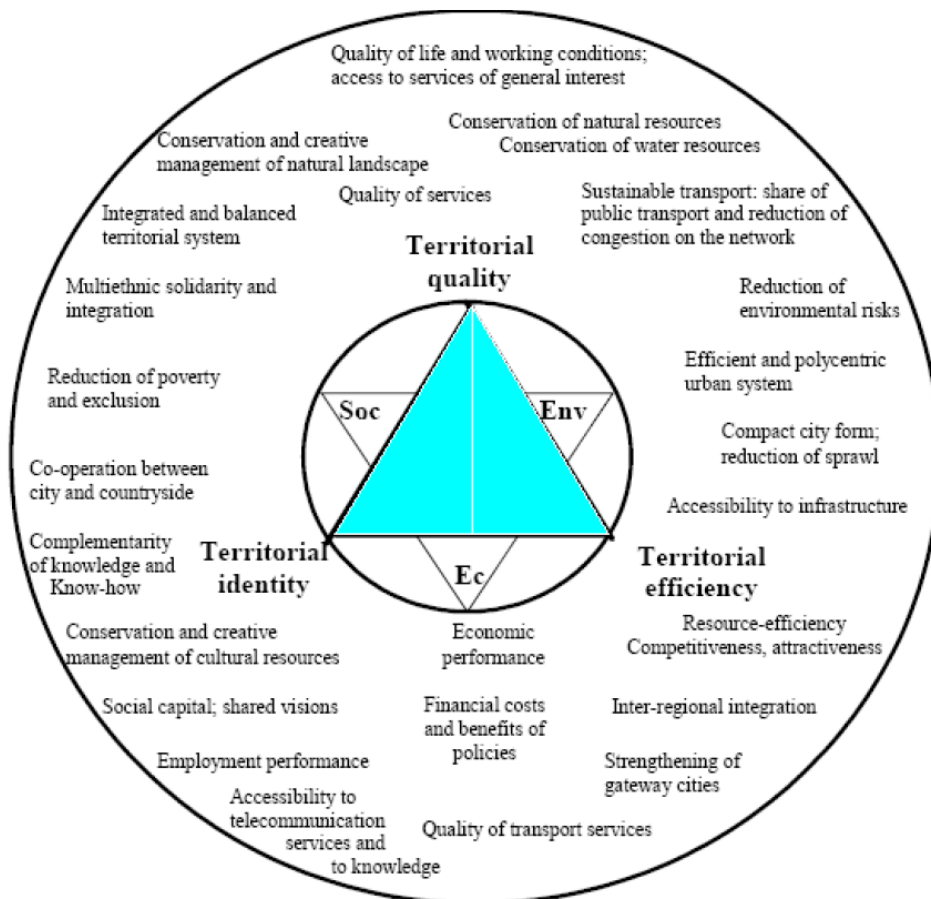 Quality of life and working conditions;
access to services of general interest
Conservation of natural resources
Conservation of water resources
Conservation and creative
management of natural landscape
Quality of services
Sustainable transport: share of
public transport and reduction of
congestion on the network
Integrated and balanced
territorial system
Territorial
quality
Multiethnic solidarity and
integration
Reduction of
environmental risks
Reduction of poverty
and exclusion
Efficient and polycentric
urban system
Soc
Env
Compact city form;
reduction of sprawl
Co-operation between
city and countryside
Accessibility to infrastructure
Complementarity
of knowledge and
Know-how
Territorial
identity
Ec
Territorial
efficiency
Conservation and creative
management of cultural resources
Economic
performance
Resource-efficiency
Competitiveness, attractiveness
Social capital; shared visions
Financial costs
and benefits of
policies
Inter-regional integration
Employment performance
Strengthening of
gateway cities
Accessibility to
telecommunication
services and
to knowledge
Quality of transport services